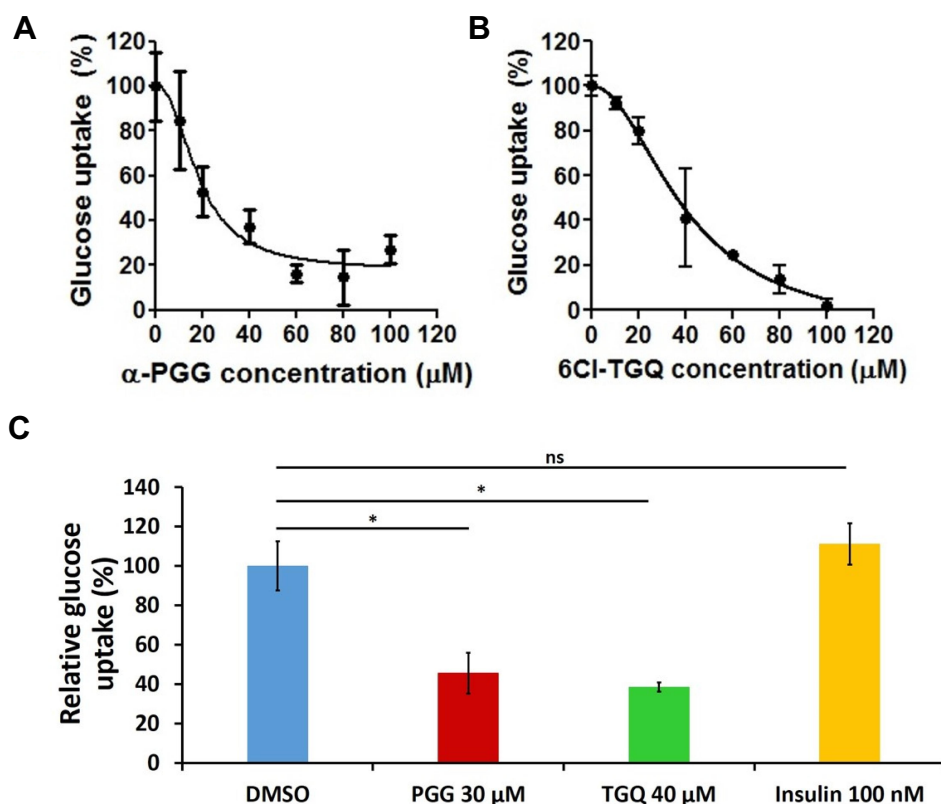 A
Glucose uptake (%)
120
100
80
60
40
20
0
0 20 40 60 80 100 120
α-PGG concentration (μM)
B
Glucose uptake (%)
120
100
80
60
40
20
0
0 20 40 60 80 100 120
6Cl-TGQ concentration (μM)
C
Relative glucose
uptake (%)
140
120
100
80
60
40
20
0
ns
*
*
DMSO PGG 30 μM TGQ 40 μM Insulin 100 nM